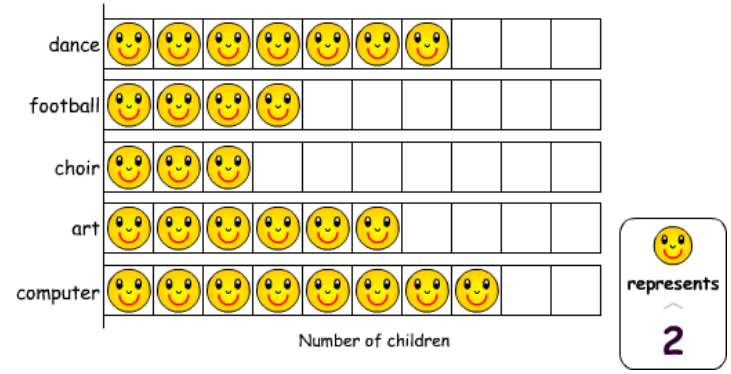 dance
football
choir
art
computer
Number of children
represents
2